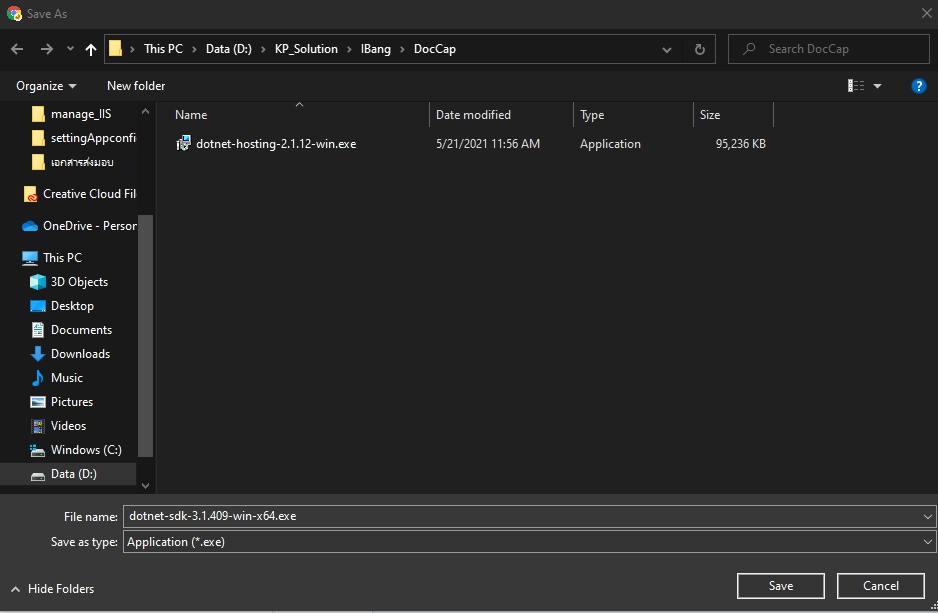 Save As
This PC > Data (D:) > KP_Solution > IBang > DocCap
Search DocCap
Organize
New folder
manage_IIS
settingAppconfi
เอกสารส่งมอบ
Creative Cloud Fil
OneDrive - Person
This PC
3D Objects
Desktop
Documents
Downloads
Music
Pictures
Videos
Windows (C:)
Data (D:)
Name Date modified Type Size
dotnet-hosting-2.1.12-win.exe 5/21/2021 11:56 AM Application 95,236 KB
File name: dotnet-sdk-3.1.409-win-x64.exe
Save as type: Application (*.exe)
Hide Folders
Save
Cancel